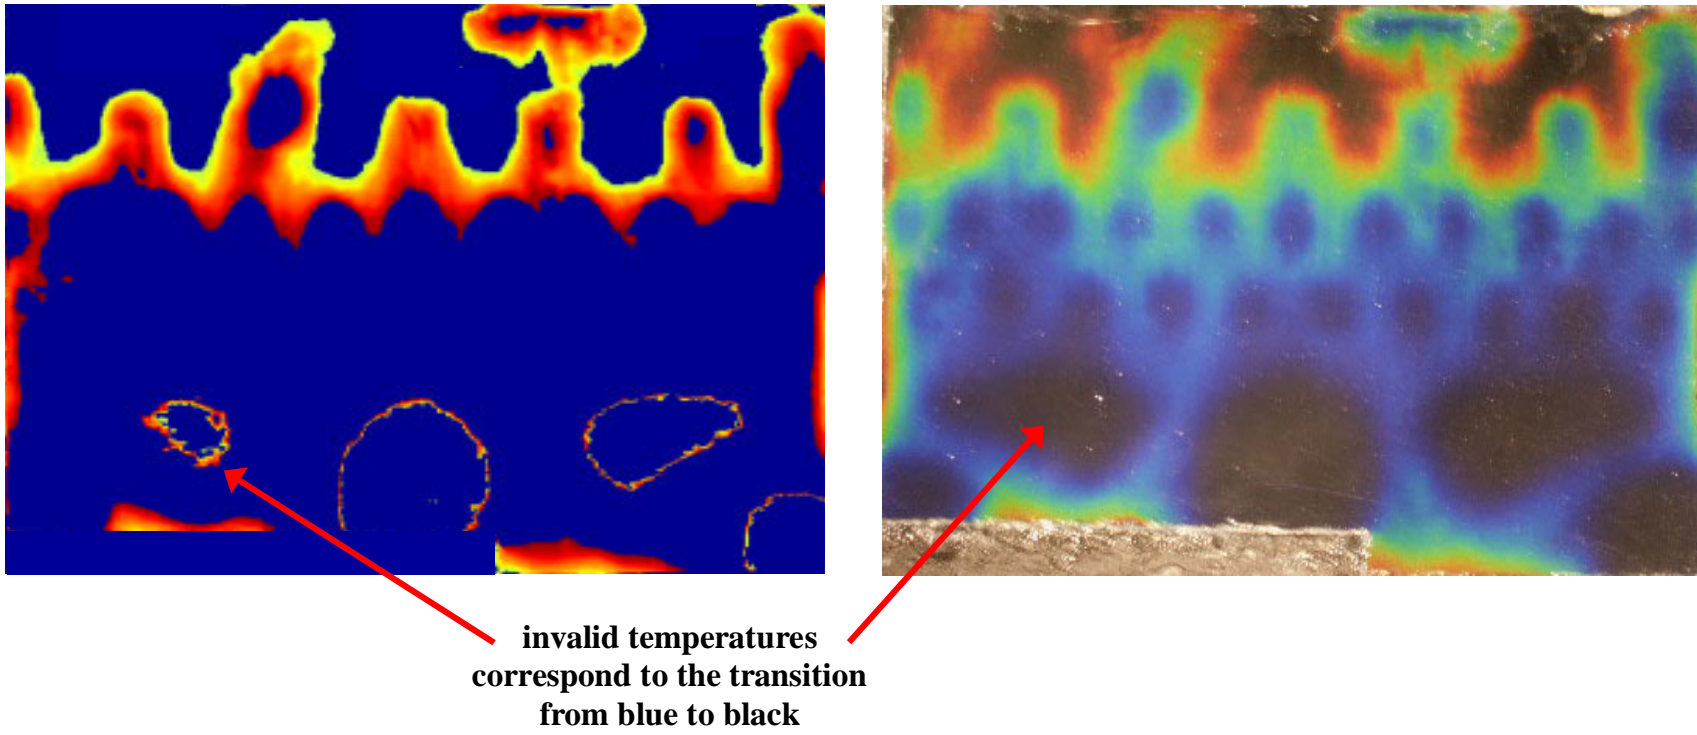 invalid temperatures
correspond to the transition
from blue to black